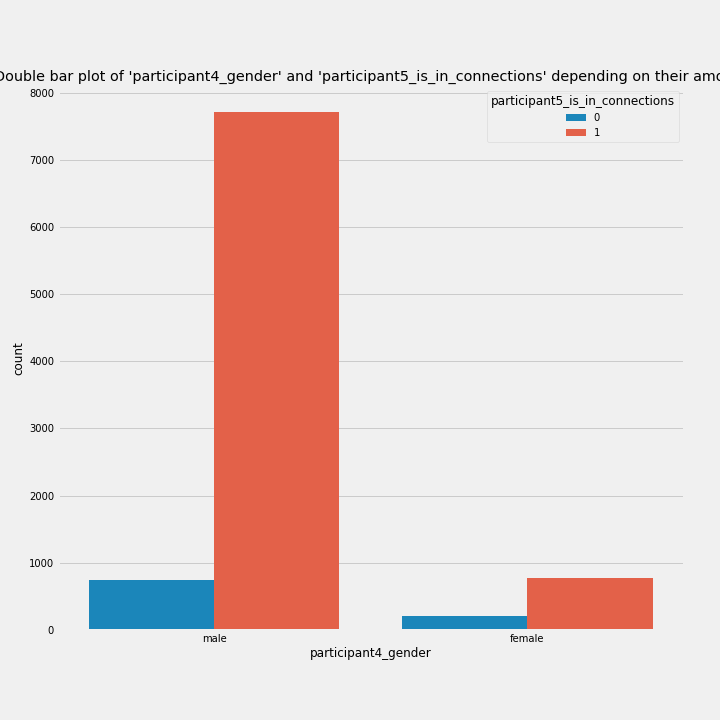 Double bar plot of 'participant4_gender' and 'participant5_is_in_connections' depending on their
participant5_is_in_connections
0
1
8000
7000
6000
5000
4000
3000
2000
1000
0
count
male
female
participant4_gender